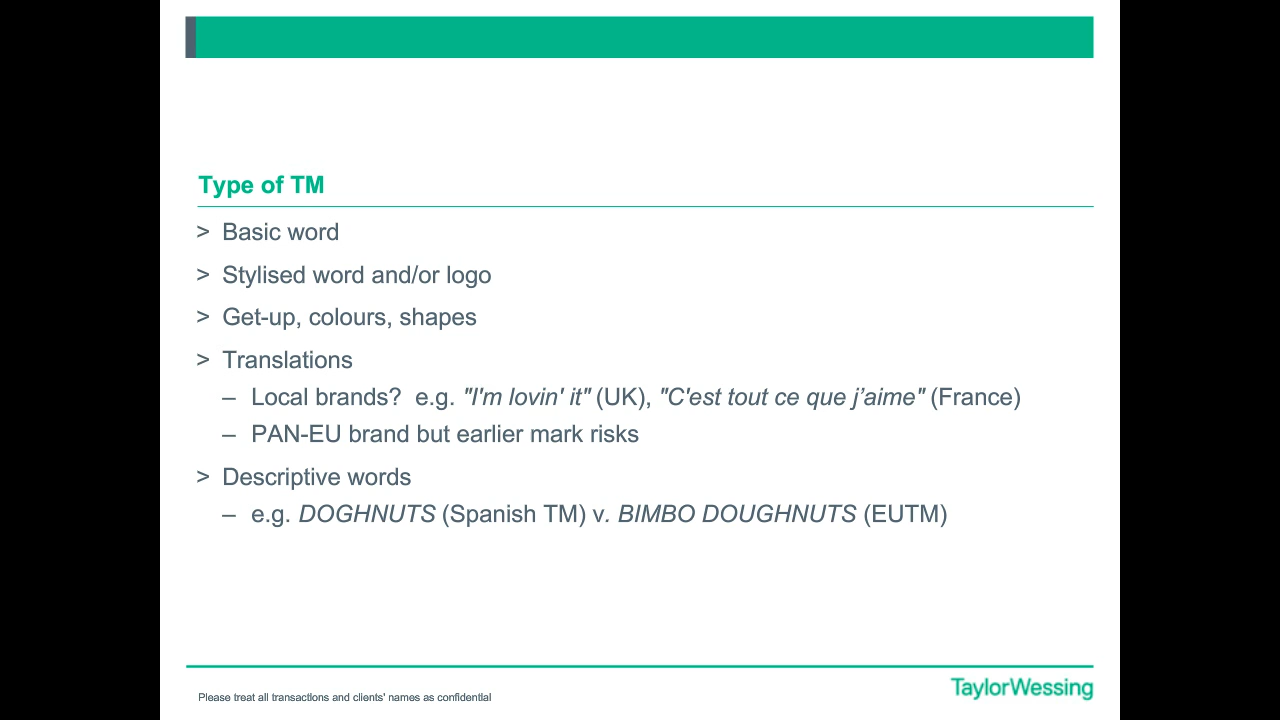 Type of TM
> Basic word
> Stylised word and/or logo
> Get-up, colours, shapes
> Translations
– Local brands? e.g. "I'm lovin' it" (UK), "C'est tout ce que j’aime" (France)
– PAN-EU brand but earlier mark risks
> Descriptive words
– e.g. DOGHNUTS (Spanish TM) v. BIMBO DOUGHNUTS (EUTM)
Please treat all transactions and clients' names as confidential
TaylorWessing